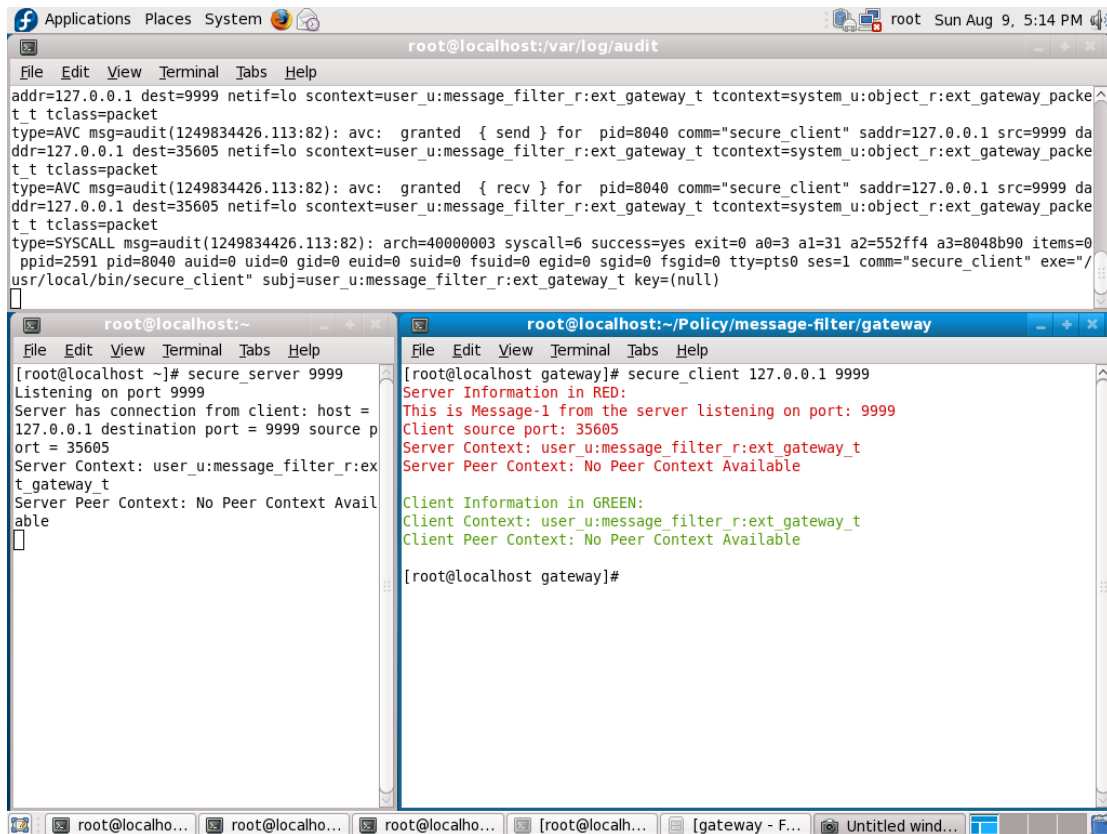 Applications Places System root Sun Aug 9, 5:14 PM
root@localhost:/var/log/audit
File Edit View Terminal Tabs Help
addr=127.0.0.1 dest=9999 netif=lo scontext=user_u:message_filter_r:ext_gateway_t tcontext=system_u:object_r:ext_gateway_packe
t_t tclass=packet
type=AVC msg=audit(1249834426.113:82): avc:  granted  { send } for  pid=8040 comm="secure_client" saddr=127.0.0.1 src=9999 da
ddr=127.0.0.1 dest=35605 netif=lo scontext=user_u:message_filter_r:ext_gateway_t tcontext=system_u:object_r:ext_gateway_packe
t_t tclass=packet
type=AVC msg=audit(1249834426.113:82): avc:  granted  { recv } for  pid=8040 comm="secure_client" saddr=127.0.0.1 src=9999 da
ddr=127.0.0.1 dest=35605 netif=lo scontext=user_u:message_filter_r:ext_gateway_t tcontext=system_u:object_r:ext_gateway_packe
t_t tclass=packet
type=SYSCALL msg=audit(1249834426.113:82): arch=40000003 syscall=6 success=yes exit=0 a0=3 a1=31 a2=552ff4 a3=8048b90 items=0
 ppid=2591 pid=8040 auid=0 uid=0 gid=0 euid=0 suid=0 fsuid=0 egid=0 sgid=0 fsgid=0 tty=pts0 ses=1 comm="secure_client" exe="/
usr/local/bin/secure_client" subj=user_u:message_filter_r:ext_gateway_t key=(null)
root@localhost:~
File Edit View Terminal Tabs Help
[root@localhost ~]# secure_server 9999
Listening on port 9999
Server has connection from client: host =
127.0.0.1 destination port = 9999 source p
ort = 35605
Server Context: user_u:message_filter_r:ex
t_gateway_t
Server Peer Context: No Peer Context Avail
able
root@localhost:~/Policy/message-filter/gateway
File Edit View Terminal Tabs Help
[root@localhost gateway]# secure_client 127.0.0.1 9999
Server Information in RED:
This is Message-1 from the server listening on port: 9999
Client source port: 35605
Server Context: user_u:message_filter_r:ext_gateway_t
Server Peer Context: No Peer Context Available
Client Information in GREEN:
Client Context: user_u:message_filter_r:ext_gateway_t
Client Peer Context: No Peer Context Available
[root@localhost gateway]#
root@localho... root@localho... root@localho... [root@localh... [gateway - F... Untitled wind...